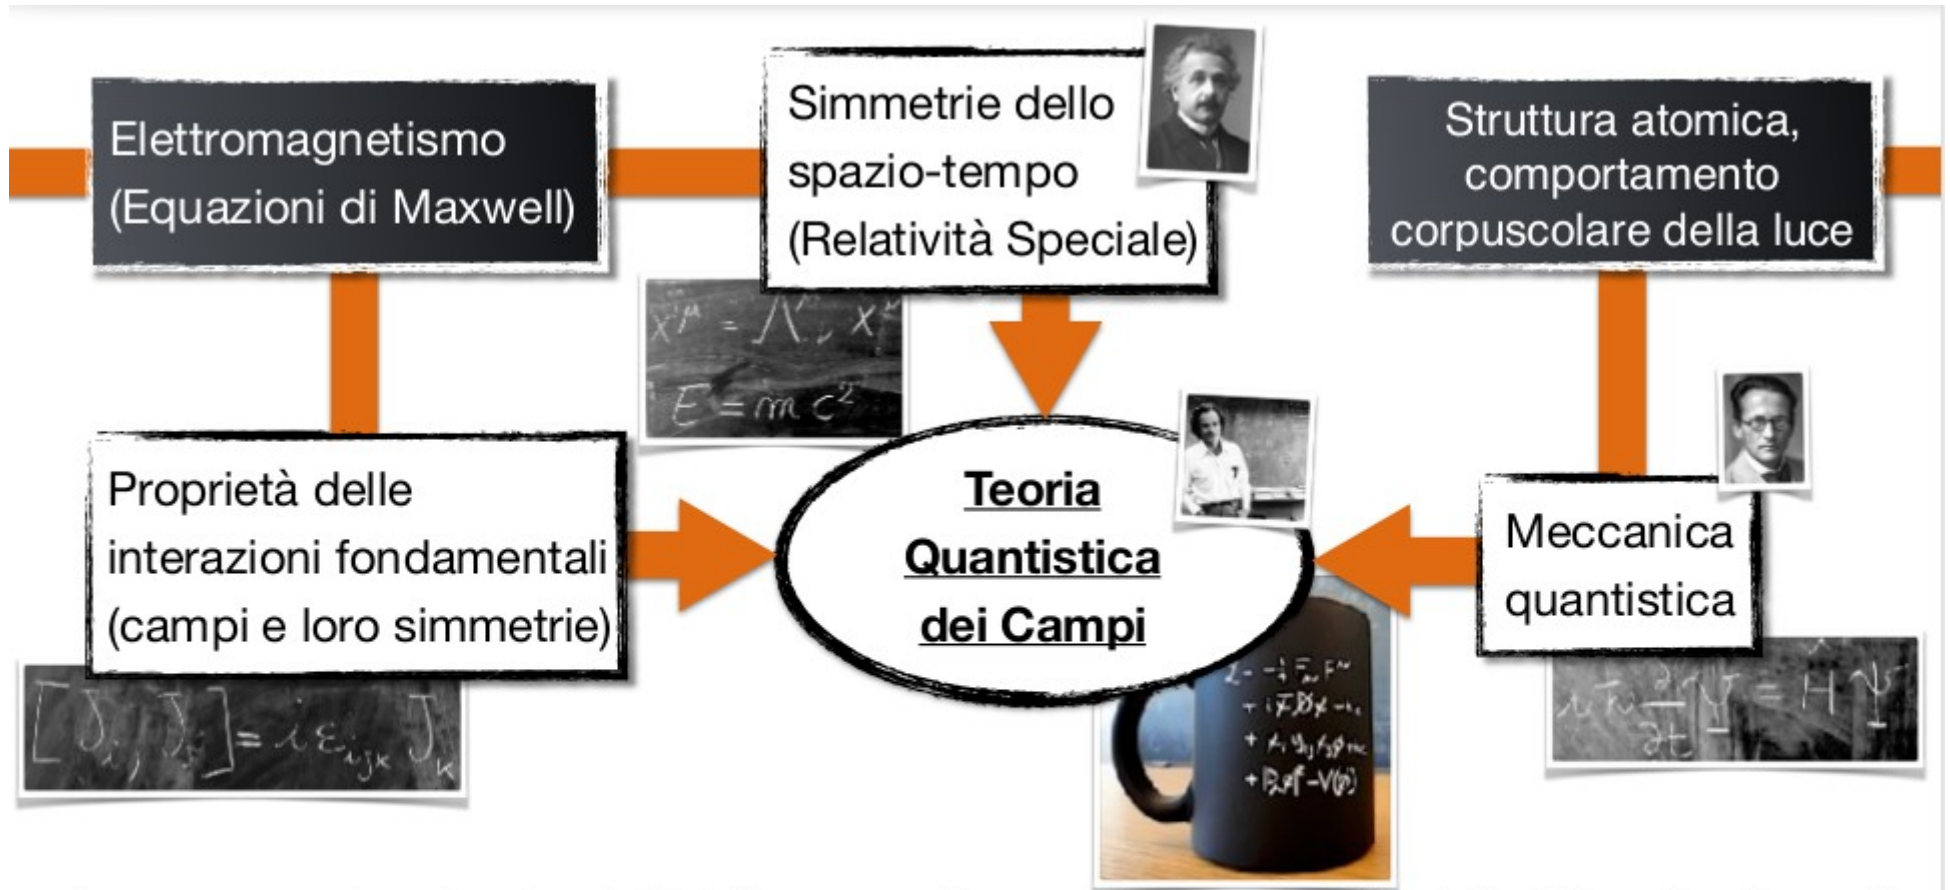 Elettromagnetismo
(Equazioni di Maxwell)
Simmetrie dello
spazio-tempo
(Relatività Speciale)
Struttura atomica,
comportamento
corpuscolare della luce
E = mc²
Proprietà delle
interazioni fondamentali
(campi e loro simmetrie)
Teoria
Quantistica
dei Campi
Meccanica
quantistica